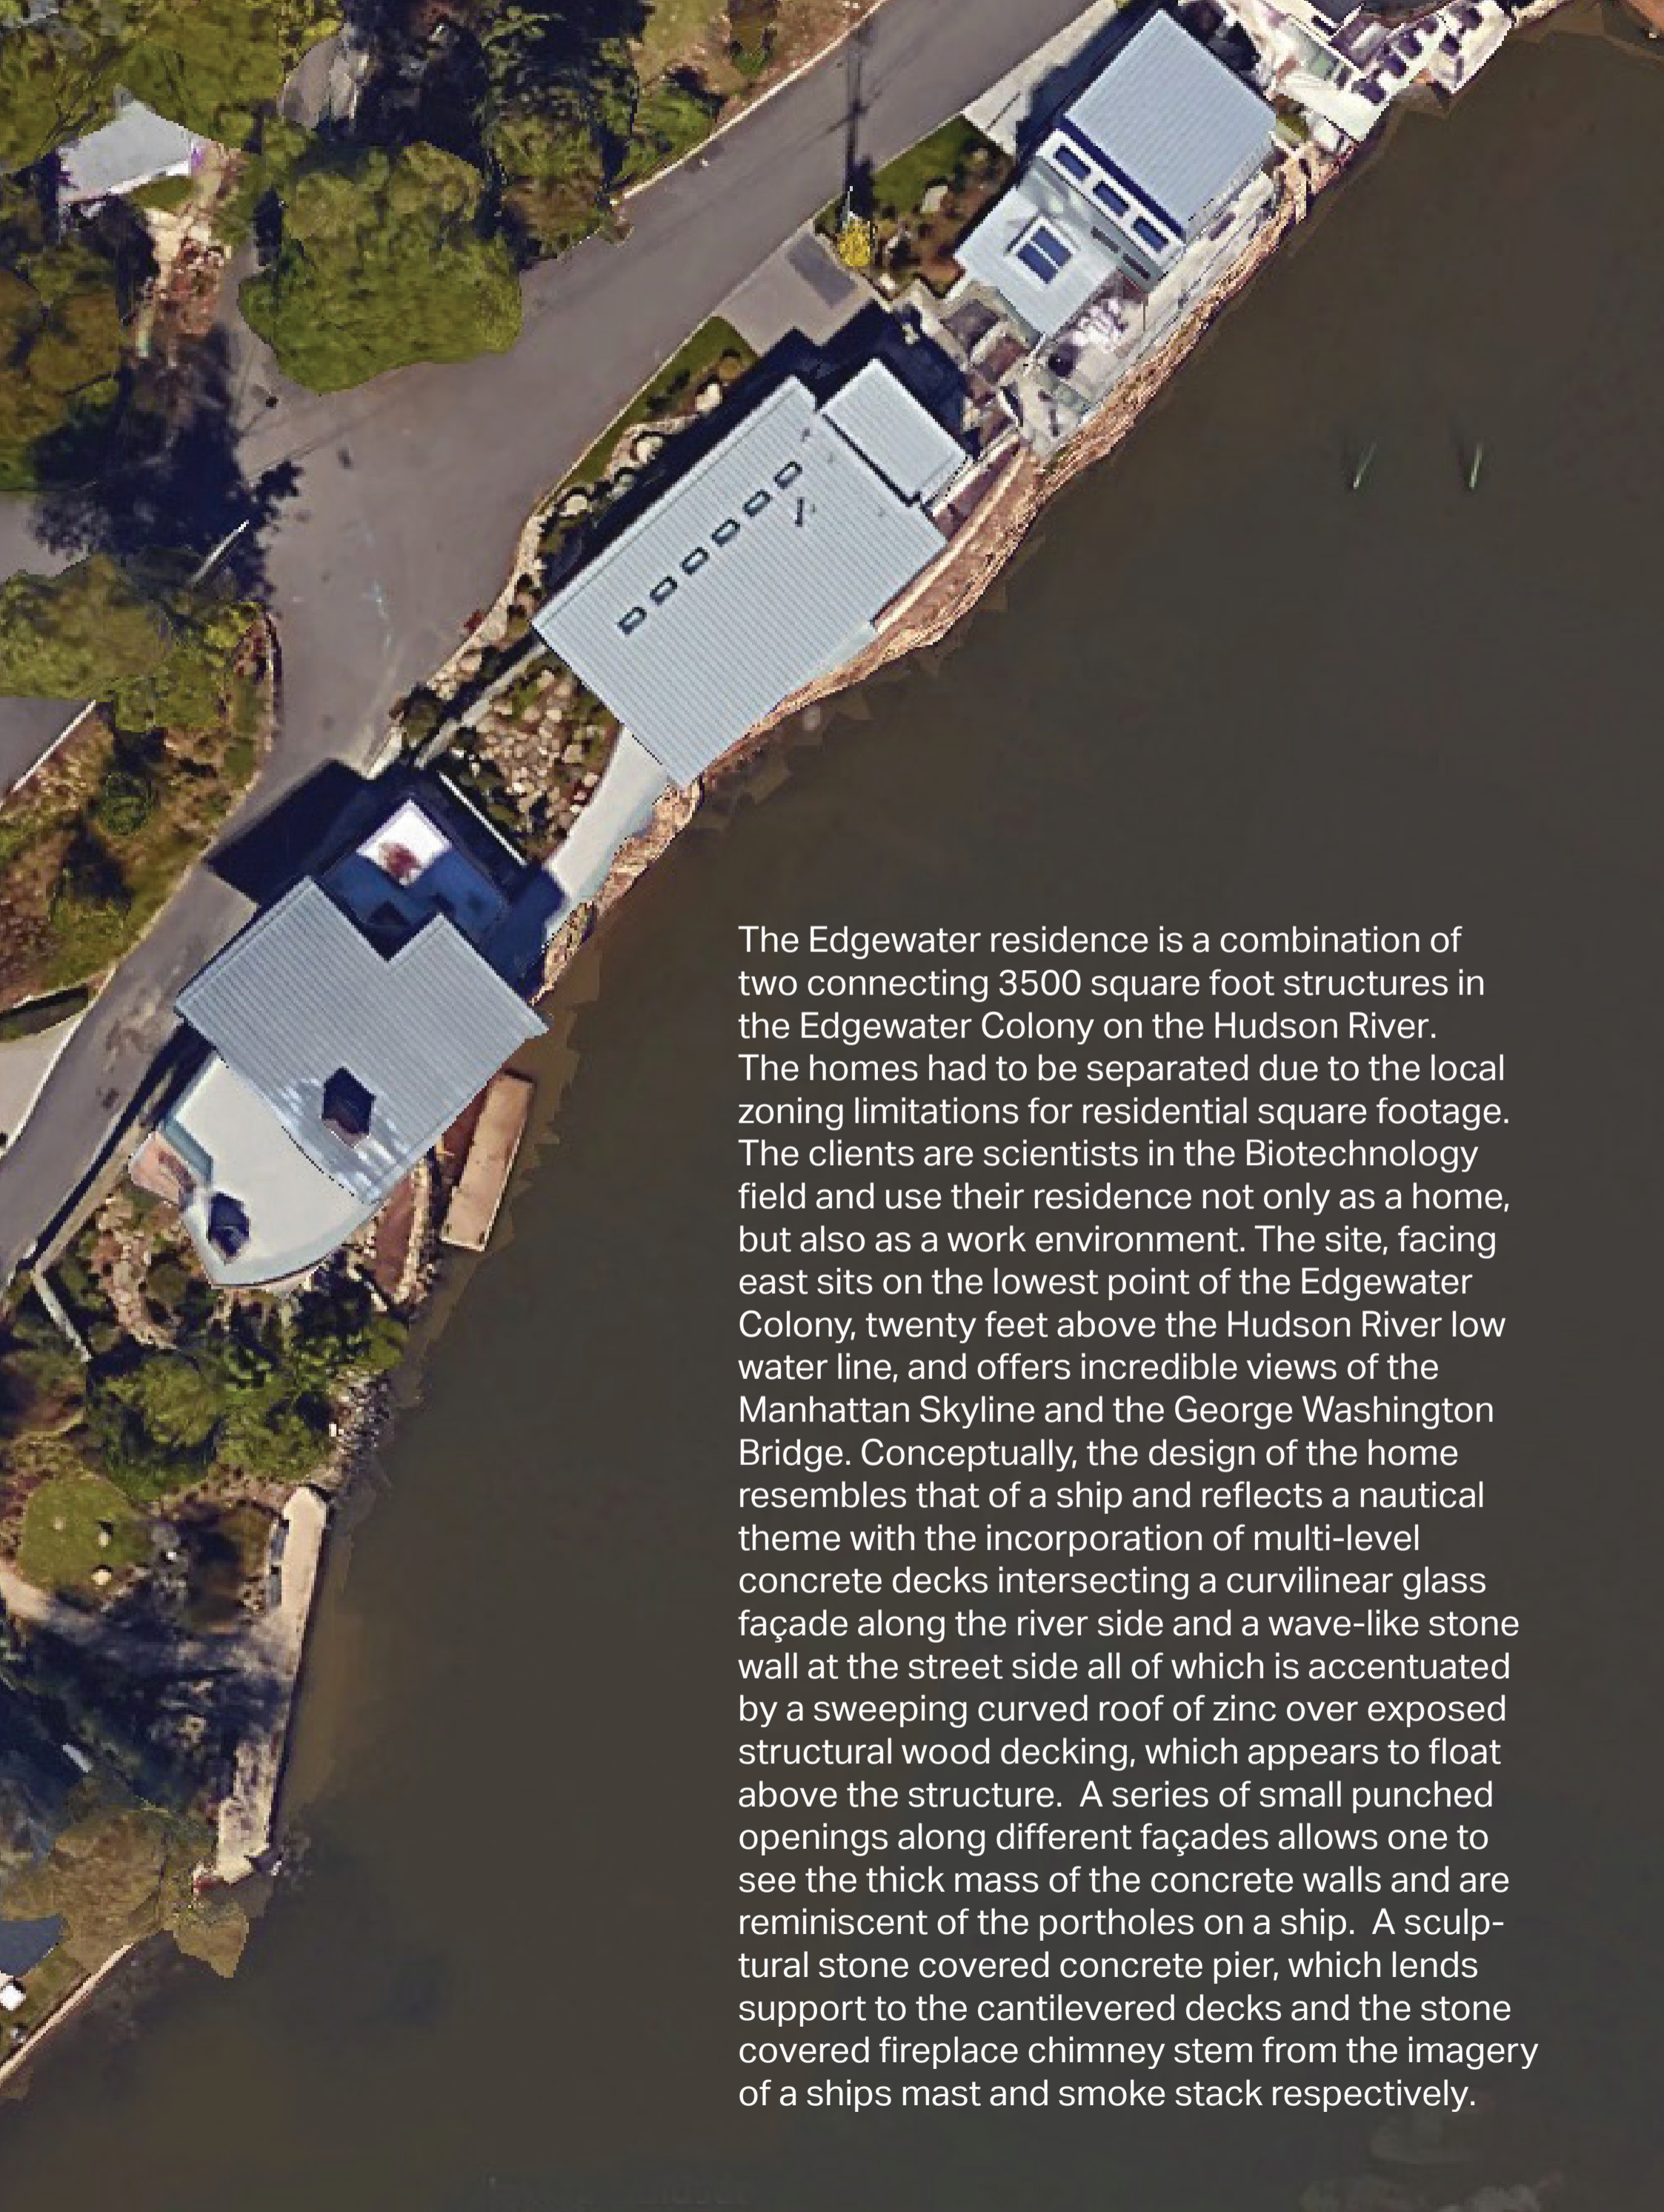 The Edgewater residence is a combination of
two connecting 3500 square foot structures in
the Edgewater Colony on the Hudson River.
The homes had to be separated due to the local
zoning limitations for residential square footage.
The clients are scientists in the Biotechnology
field and use their residence not only as a home,
but also as a work environment. The site, facing
east sits on the lowest point of the Edgewater
Colony, twenty feet above the Hudson River low
water line, and offers incredible views of the
Manhattan Skyline and the George Washington
Bridge. Conceptually, the design of the home
resembles that of a ship and reflects a nautical
theme with the incorporation of multi-level
concrete decks intersecting a curvilinear glass
façade along the river side and a wave-like stone
wall at the street side all of which is accentuated
by a sweeping curved roof of zinc over exposed
structural wood decking, which appears to float
above the structure.  A series of small punched
openings along different façades allows one to
see the thick mass of the concrete walls and are
reminiscent of the portholes on a ship.  A sculp-
tural stone covered concrete pier, which lends
support to the cantilevered decks and the stone
covered fireplace chimney stem from the imagery
of a ships mast and smoke stack respectively.